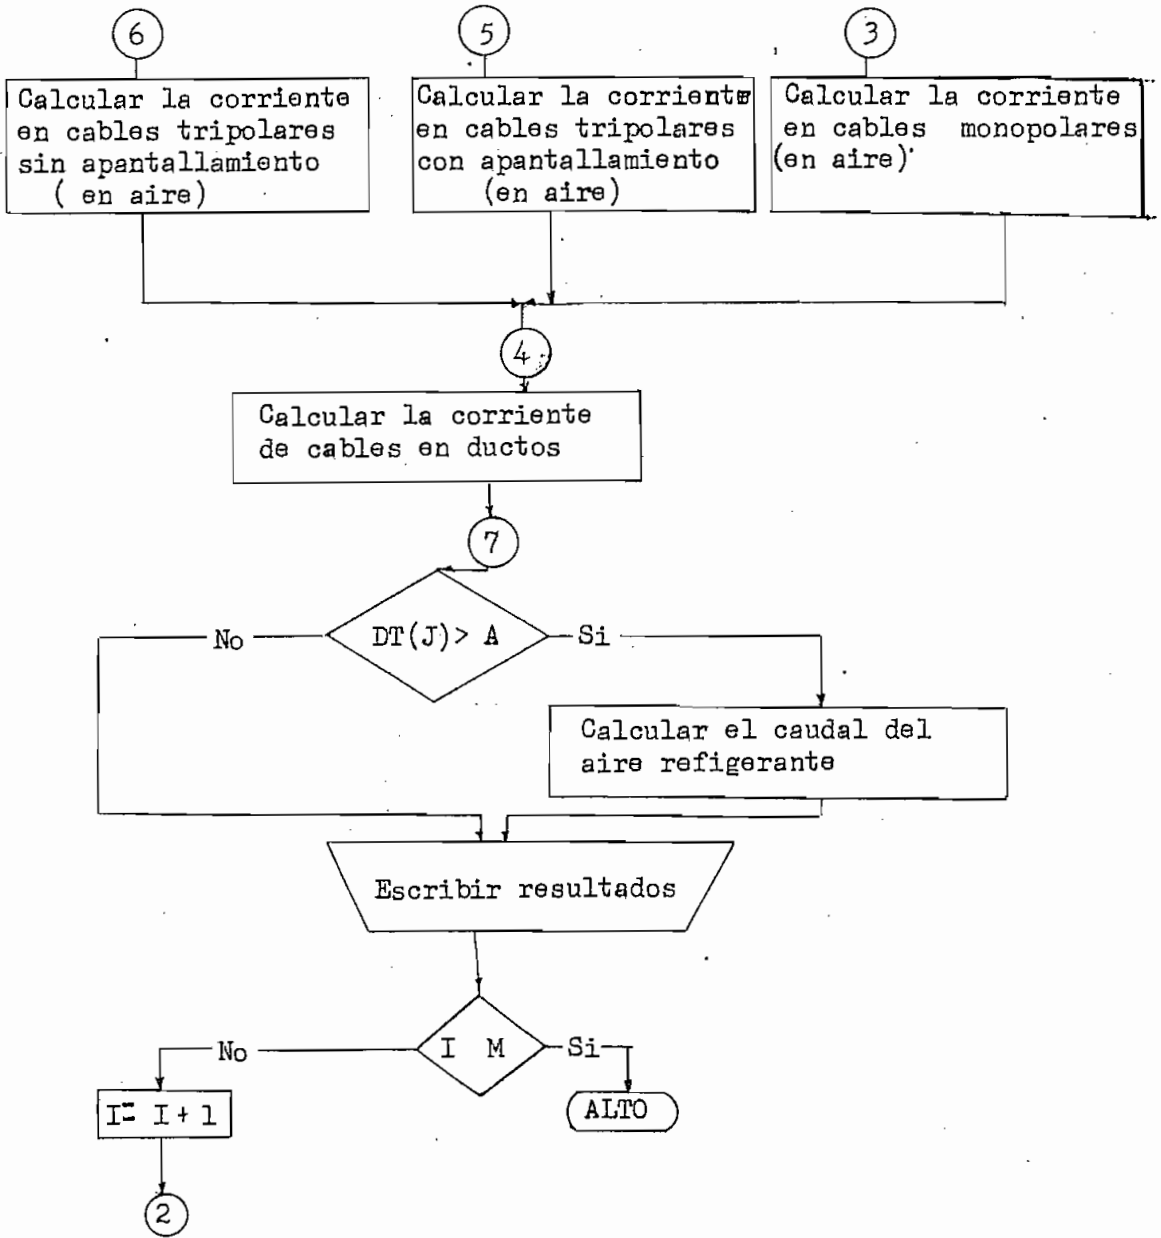 6
5
3
Calcular la corriente
en cables tripolares
sin apantallamiento
( en aire)
Calcular la corriente
en cables tripolares
con apantallamiento
(en aire)
Calcular la corriente
en cables monopolares
(en aire)
4
Calcular la corriente
de cables en ductos
7
No
DT(J)> A
Si
Calcular el caudal del
aire refigerante
Escribir resultados
No
I M
Si
I= I+ 1
ALTO
2